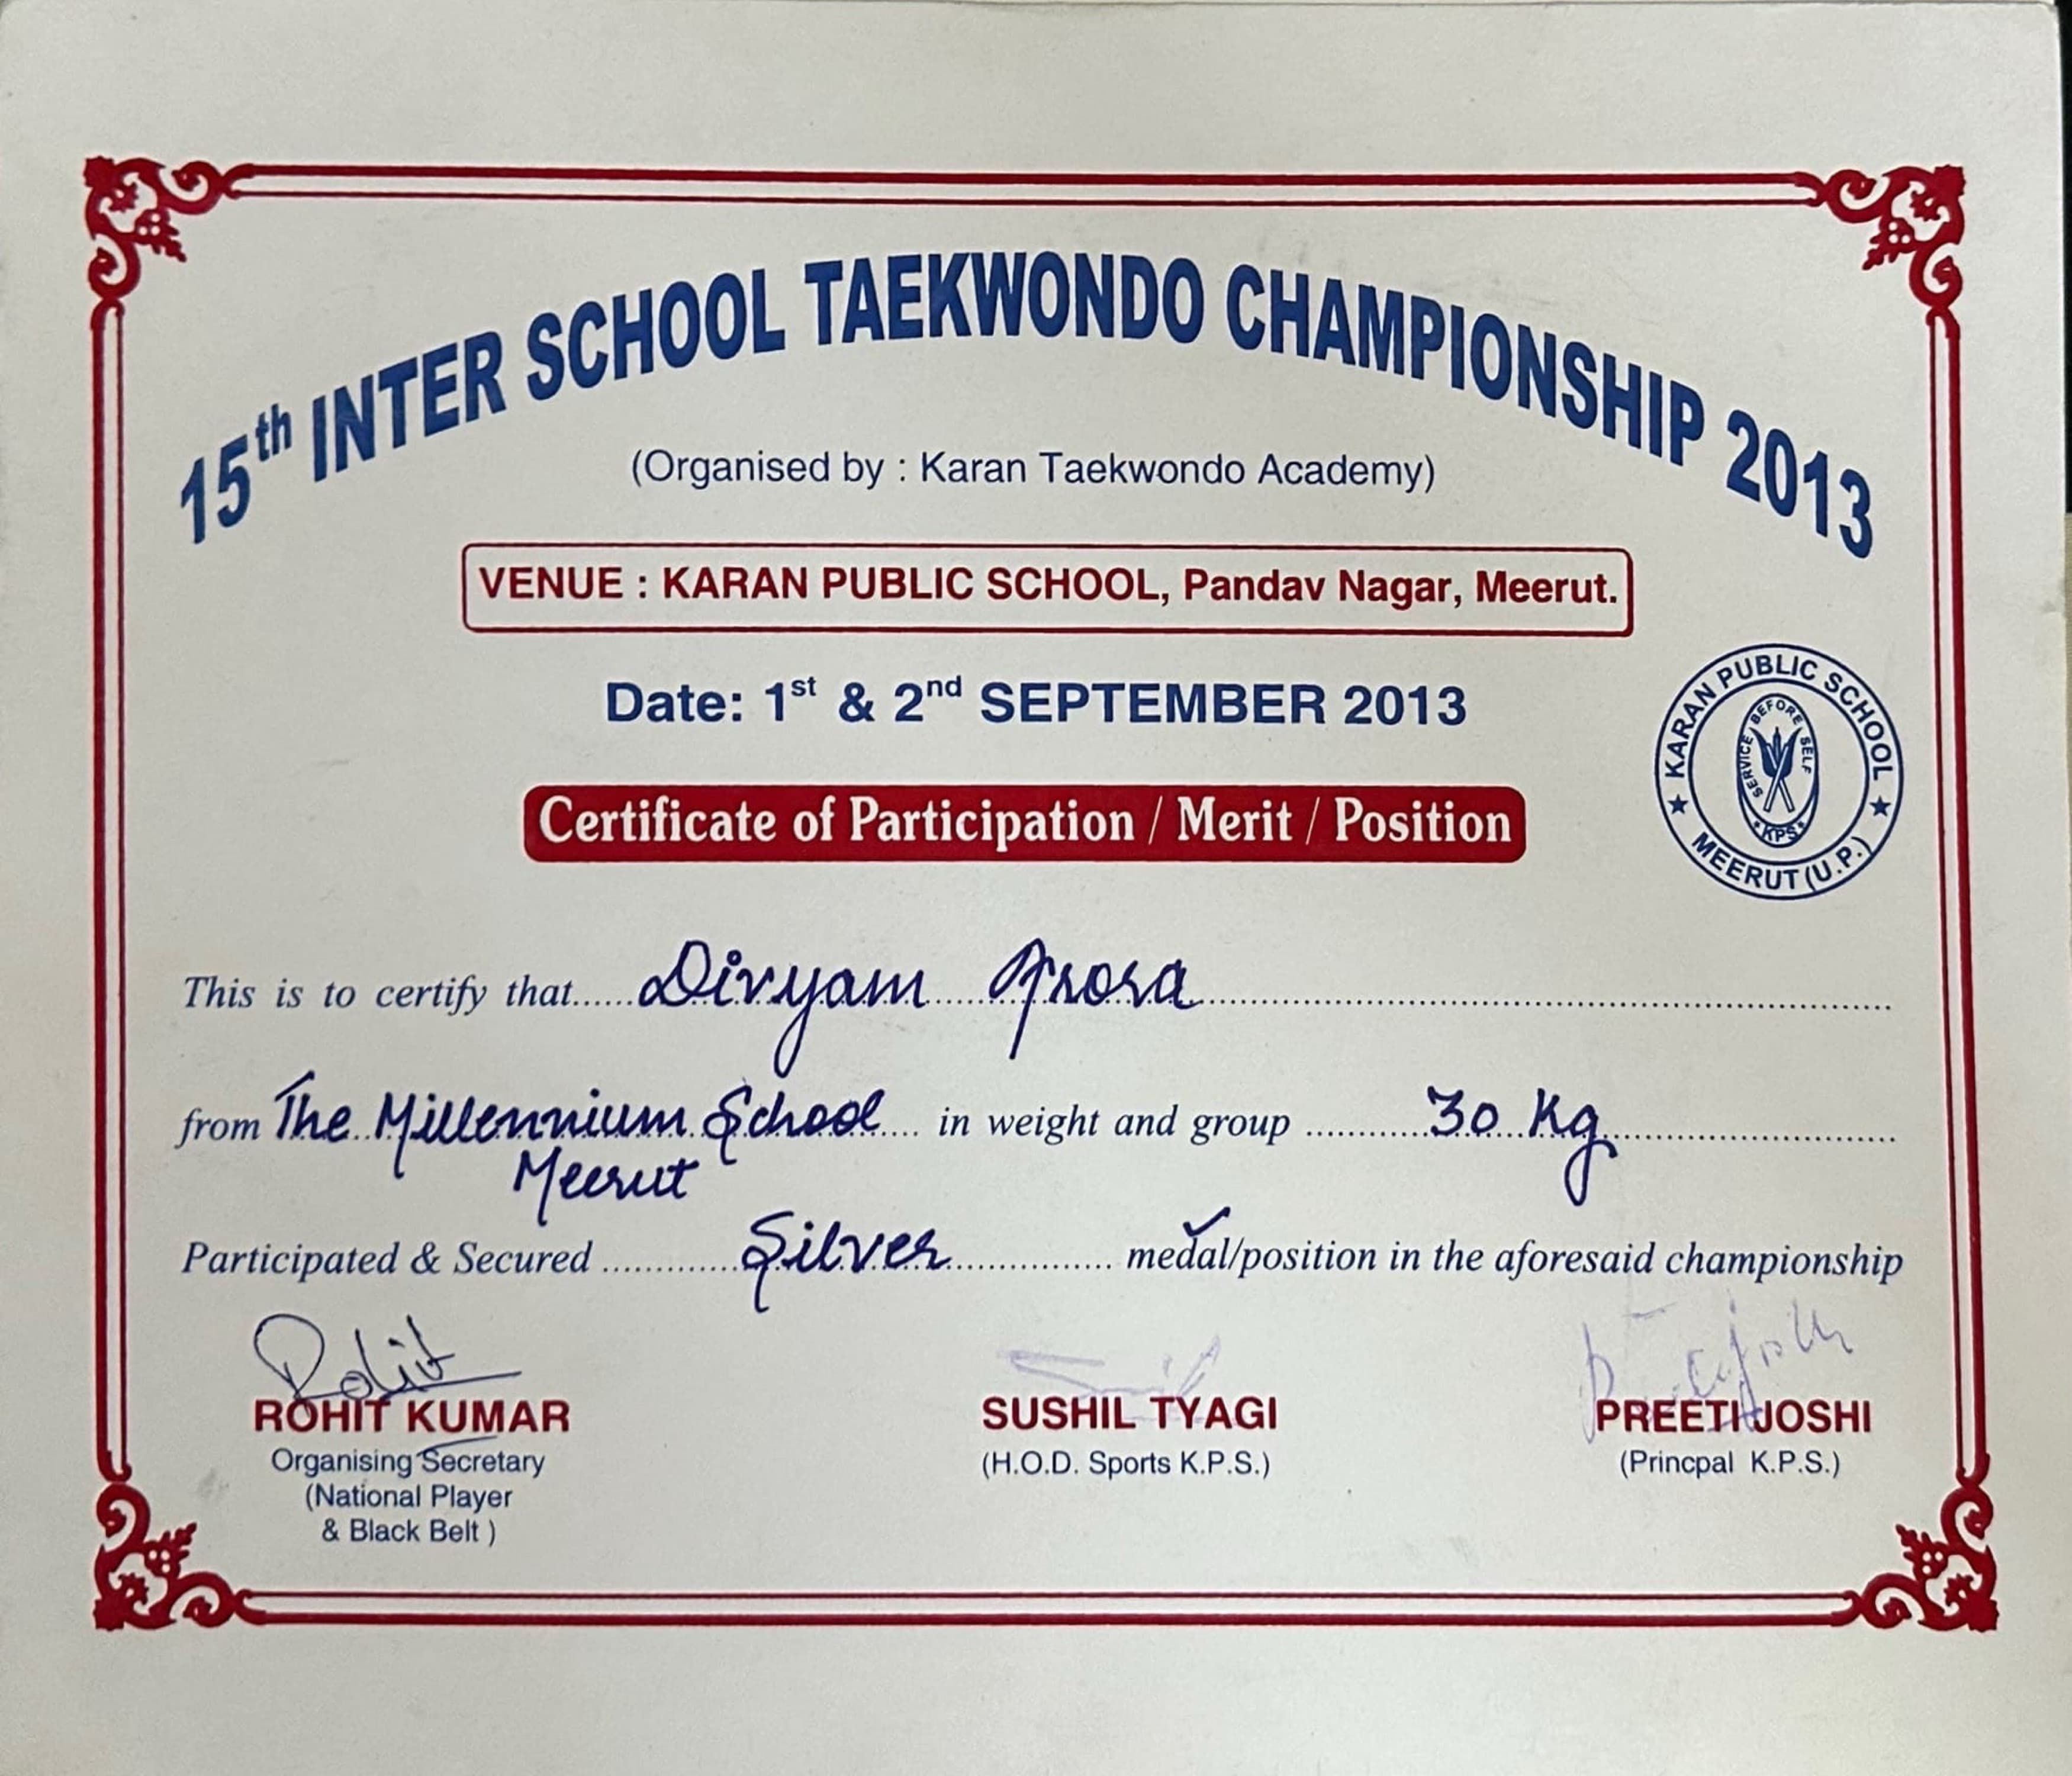 15th INTER SCHOOL TAEKWONDO CHAMPIONSHIP 2013
(Organised by : Karan Taekwondo Academy)
VENUE : KARAN PUBLIC SCHOOL, Pandav Nagar, Meerut.
Date: 1st & 2nd SEPTEMBER 2013
KARAN PUBLIC SCHOOL
SERVICE BEFORE SELF
KPS
MEERUT (U.P.)
Certificate of Participation / Merit / Position
This is to certify that Divyam Arora
from The Millennium School in weight and group 30 Kg
Meerut
Participated & Secured Silver medal/position in the aforesaid championship
Rohit
ROHIT KUMAR SUSHIL TYAGI PREETI JOSHI
Organising Secretary (H.O.D. Sports K.P.S.) (Princpal K.P.S.)
(National Player
& Black Belt )